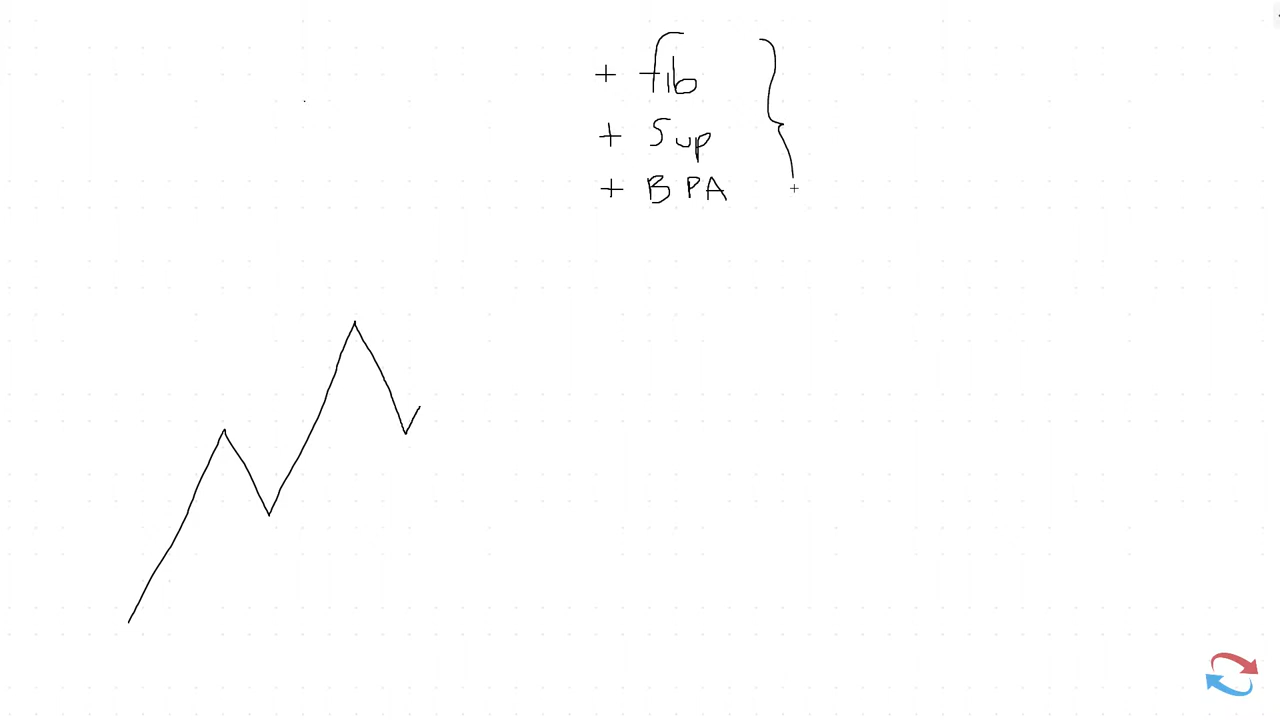 + fib
+ Sup
+ BPA